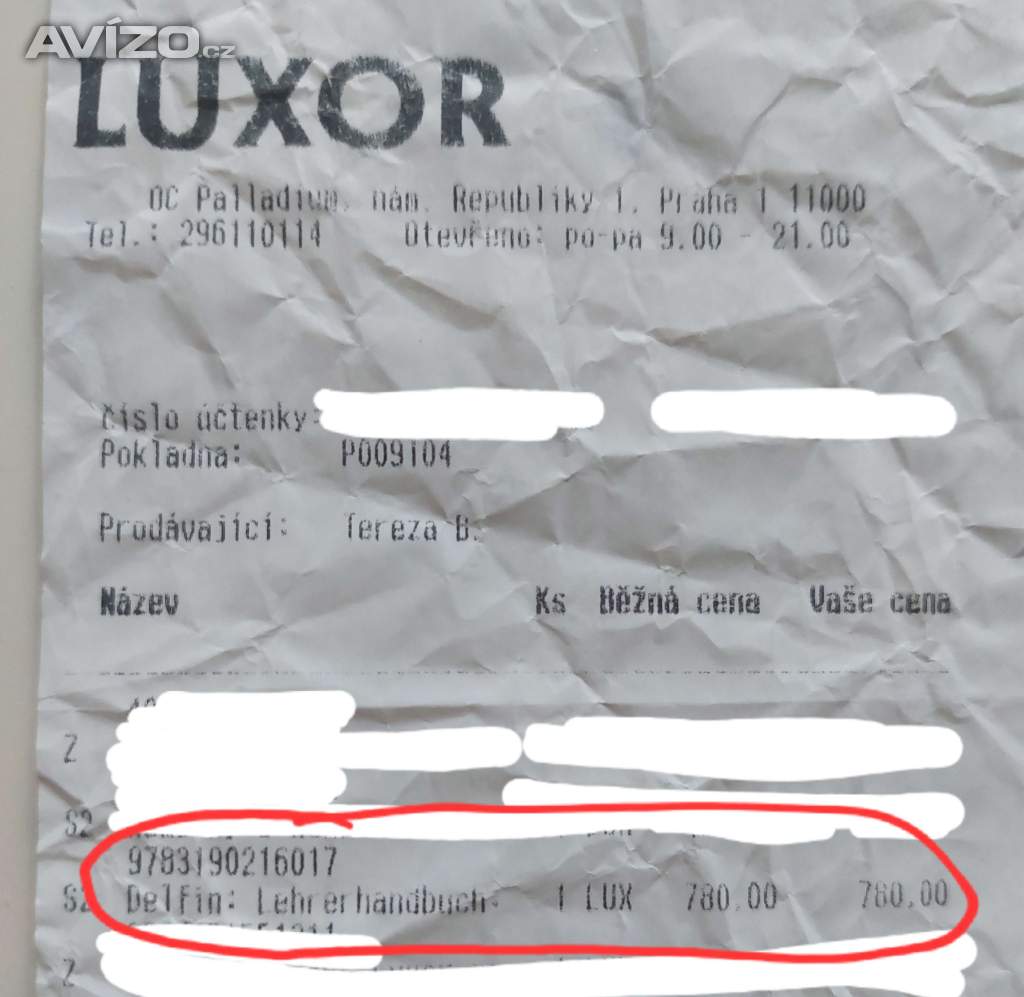 AVÍZO.cz
LUXOR
OC Palladium, nám. Republiky 1, Praha 1 11000
Tel.: 296110114 Otevřeno: po-pa 9.00 - 21.00
číslo účtenky:
Pokladna: P009104
Prodávající: Tereza B.
Název Ks Běžná cena Vaše cena
Z
S2
9783190216017
S2 Delfin: Lehrerhandbuch. 1 LUX 780,00 780,00
Z